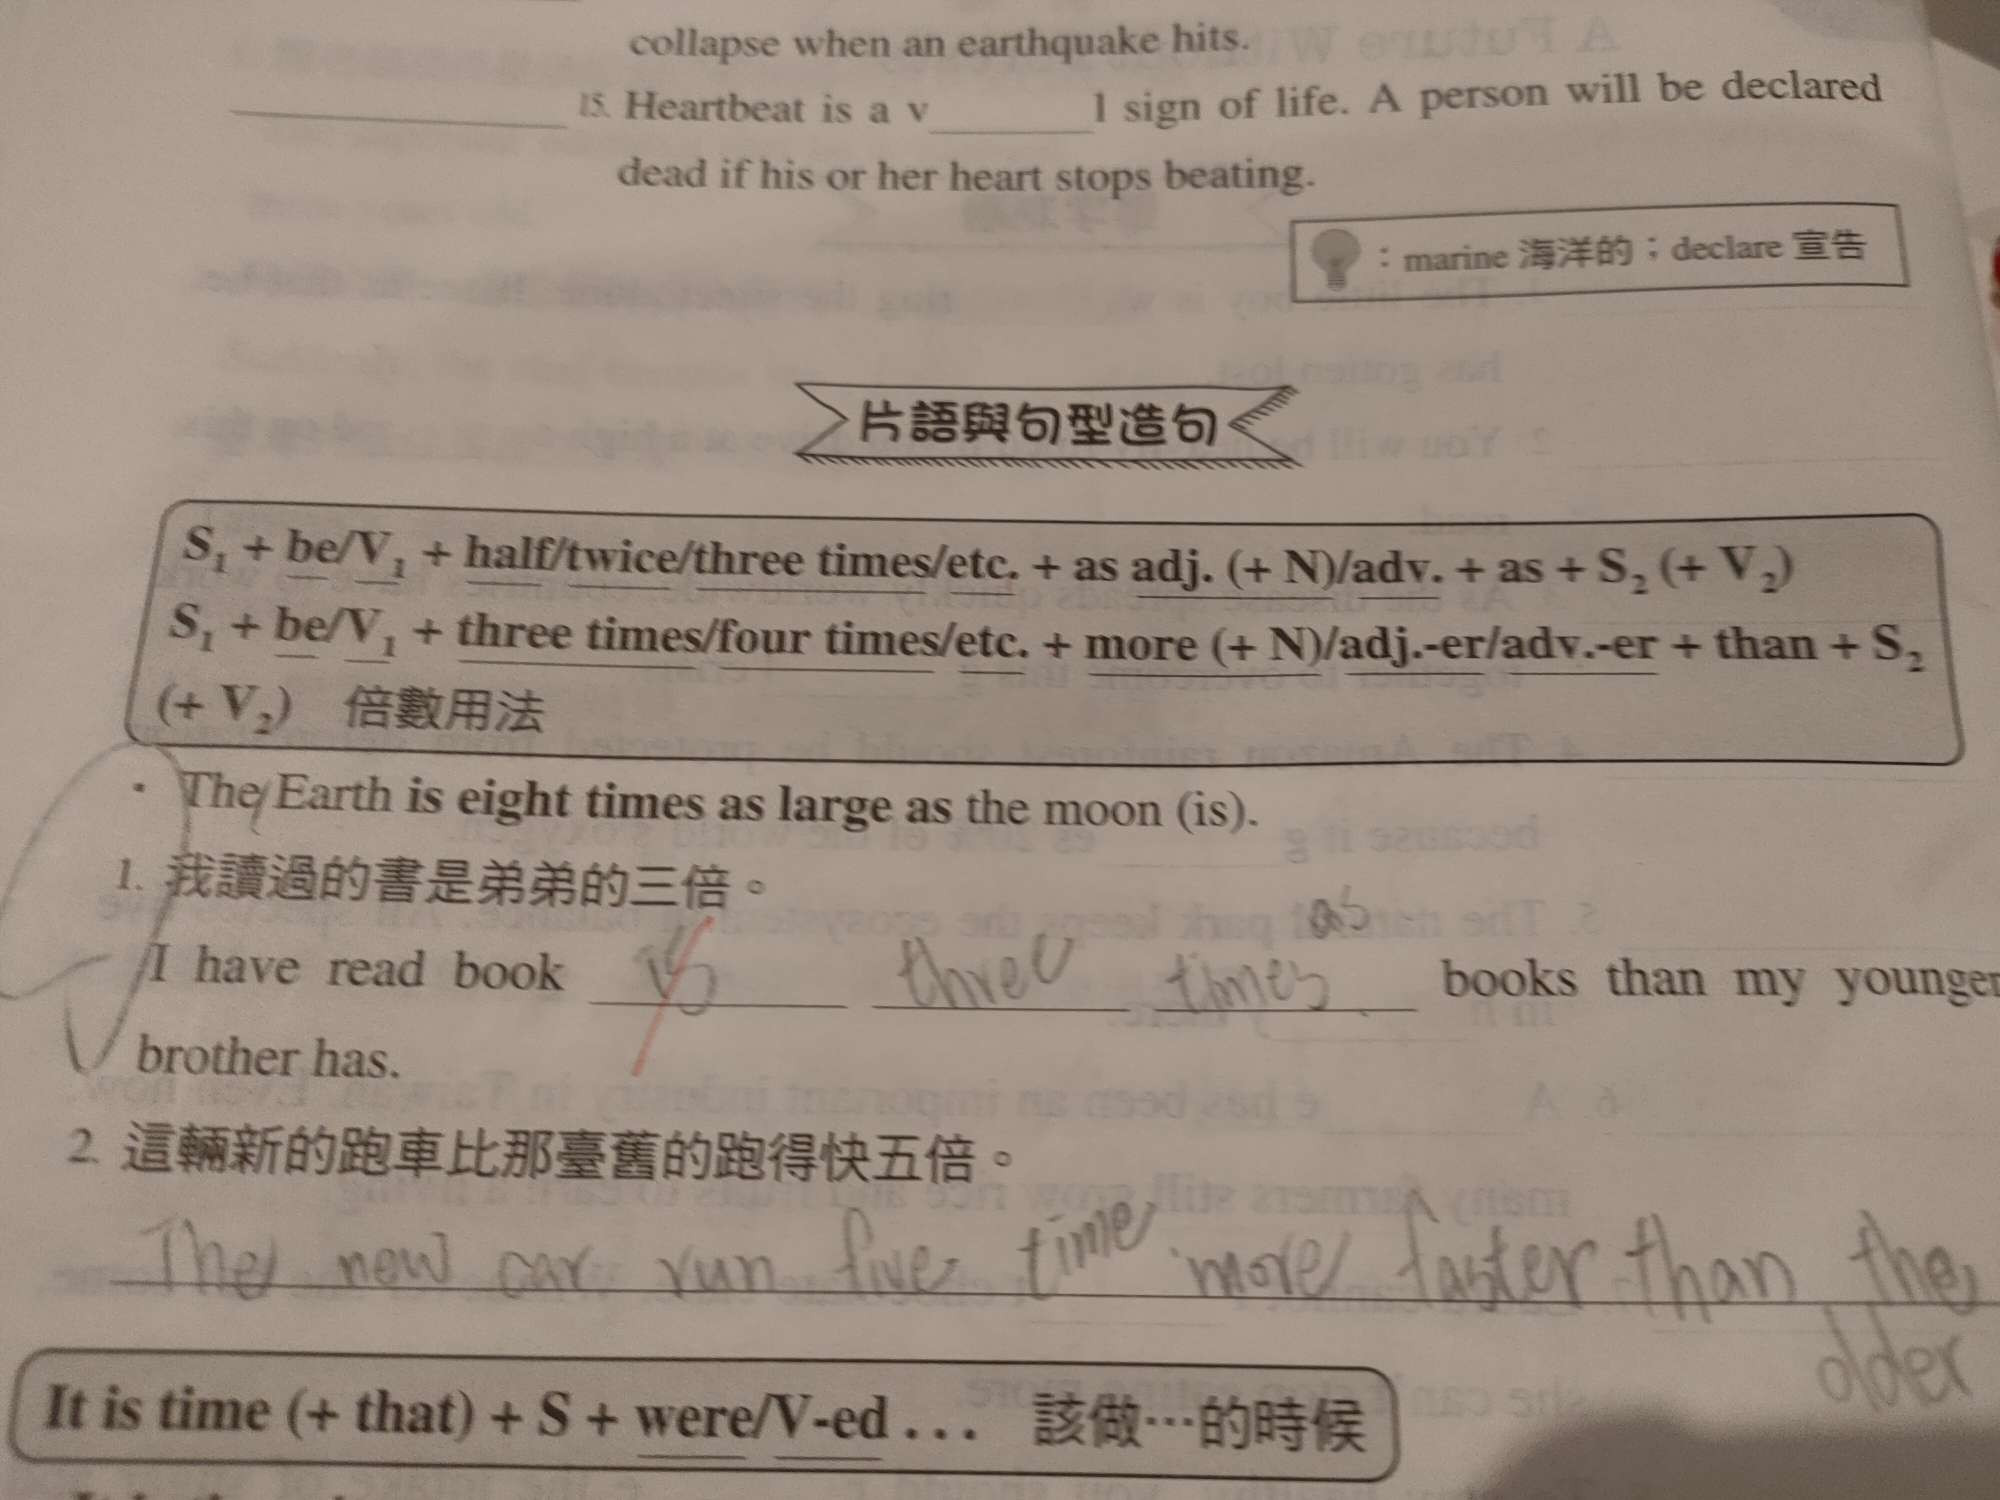 collapse when an earthquake hits.
15. Heartbeat is a v________l sign of life. A person will be declared
dead if his or her heart stops beating.
: marine 海洋的；declare 宣告
片語與句型造句
S₁ + be/V₁ + half/twice/three times/etc. + as adj. (+ N)/adv. + as + S₂ (+ V₂)
S₁ + be/V₁ + three times/four times/etc. + more (+ N)/adj.-er/adv.-er + than + S₂
(+ V₂) 倍數用法
· The Earth is eight times as large as the moon (is).
1. 我讀過的書是弟弟的三倍。
as
I have read book is three times books than my younger
brother has.
2. 這輛新的跑車比那臺舊的跑得快五倍。
The new car run five time more faster than the
older
It is time (+ that) + S + were/V-ed . . . 該做…的時候